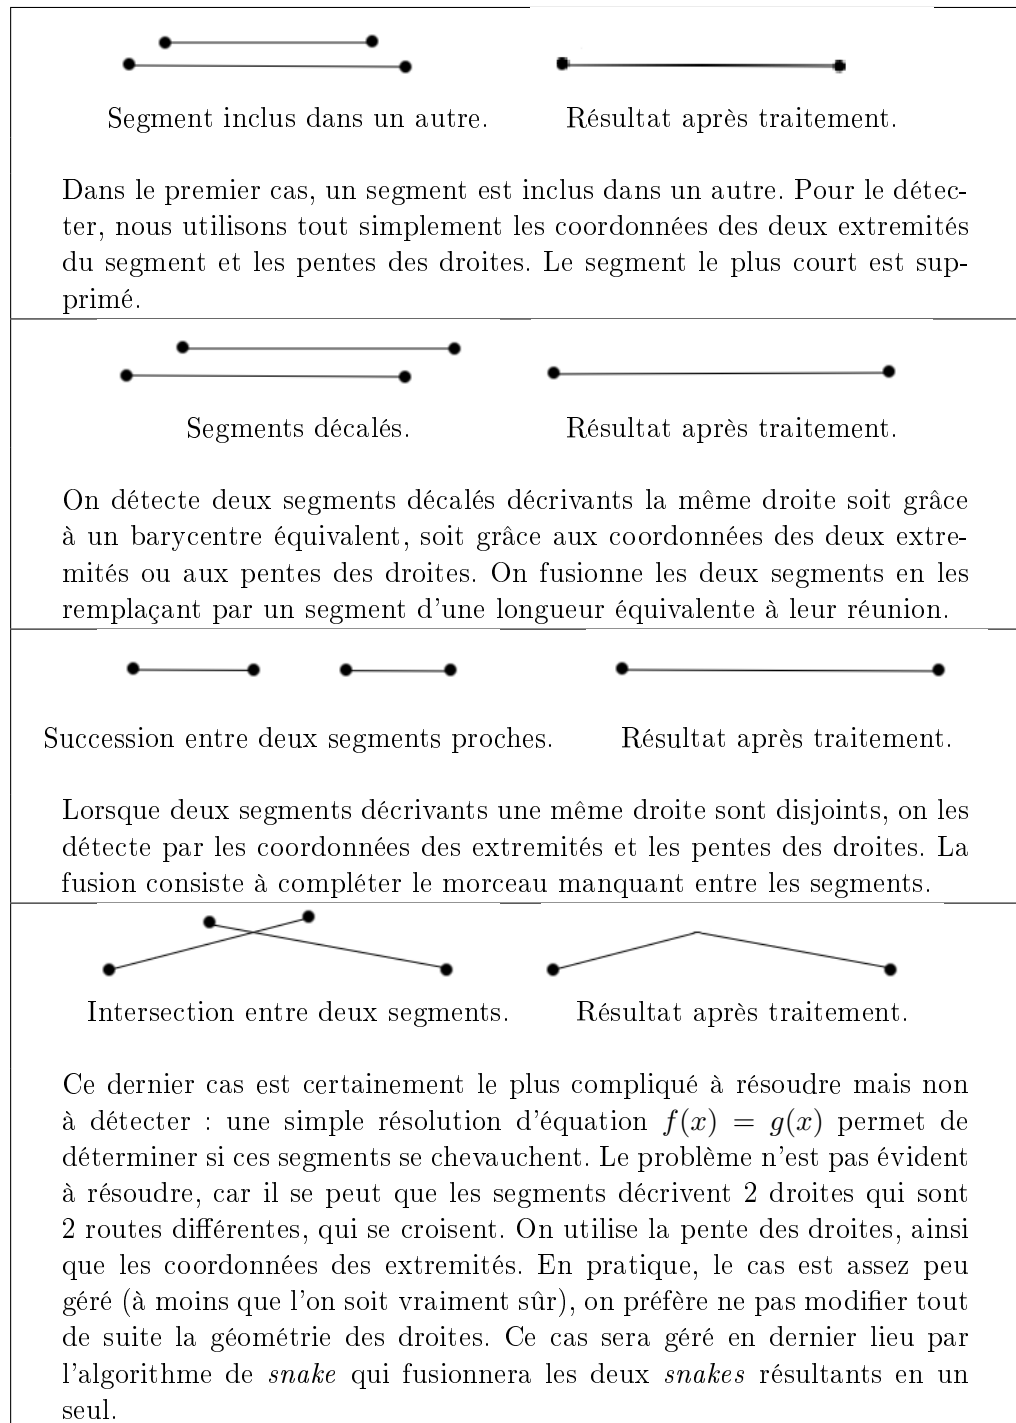 Segment inclus dans un autre. Résultat après traitement.
Dans le premier cas, un segment est inclus dans un autre. Pour le détec-
ter, nous utilisons tout simplement les coordonnées des deux extremités
du segment et les pentes des droites. Le segment le plus court est sup-
primé.
Segments décalés. Résultat après traitement.
On détecte deux segments décalés décrivants la même droite soit grâce
à un barycentre équivalent, soit grâce aux coordonnées des deux extre-
mités ou aux pentes des droites. On fusionne les deux segments en les
remplaçant par un segment d'une longueur équivalente à leur réunion.
Succession entre deux segments proches. Résultat après traitement.
Lorsque deux segments décrivants une même droite sont disjoints, on les
détecte par les coordonnées des extremités et les pentes des droites. La
fusion consiste à compléter le morceau manquant entre les segments.
Intersection entre deux segments. Résultat après traitement.
Ce dernier cas est certainement le plus compliqué à résoudre mais non
à détecter : une simple résolution d'équation f(x) = g(x) permet de
déterminer si ces segments se chevauchent. Le problème n'est pas évident
à résoudre, car il se peut que les segments décrivent 2 droites qui sont
2 routes différentes, qui se croisent. On utilise la pente des droites, ainsi
que les coordonnées des extremités. En pratique, le cas est assez peu
géré (à moins que l'on soit vraiment sûr), on préfère ne pas modifier tout
de suite la géométrie des droites. Ce cas sera géré en dernier lieu par
l'algorithme de snake qui fusionnera les deux snakes résultants en un
seul.